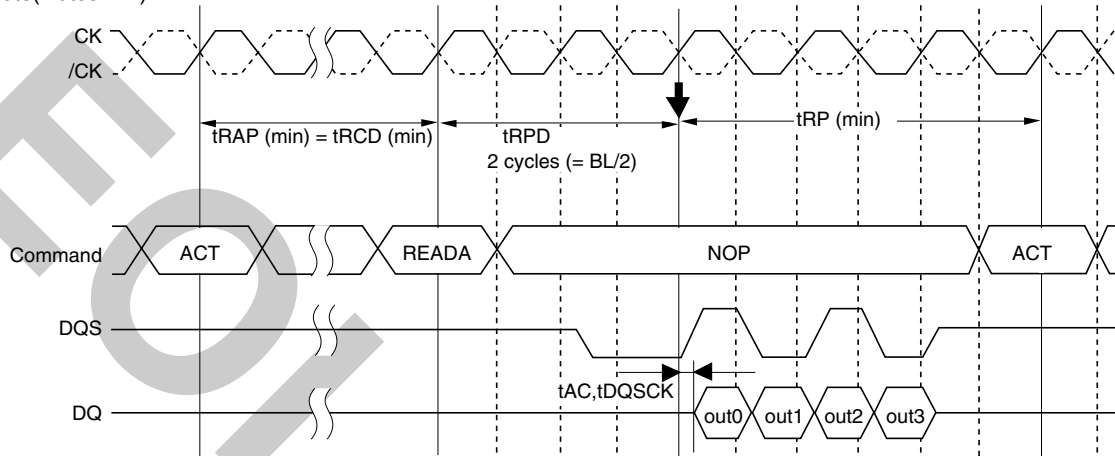 CK
/CK
tRAP (min) = tRCD (min)
tRPD
tRP (min)
2 cycles (= BL/2)
Command
ACT
READA
NOP
ACT
DQS
tAC,tDQSCK
DQ
out0
out1
out2
out3